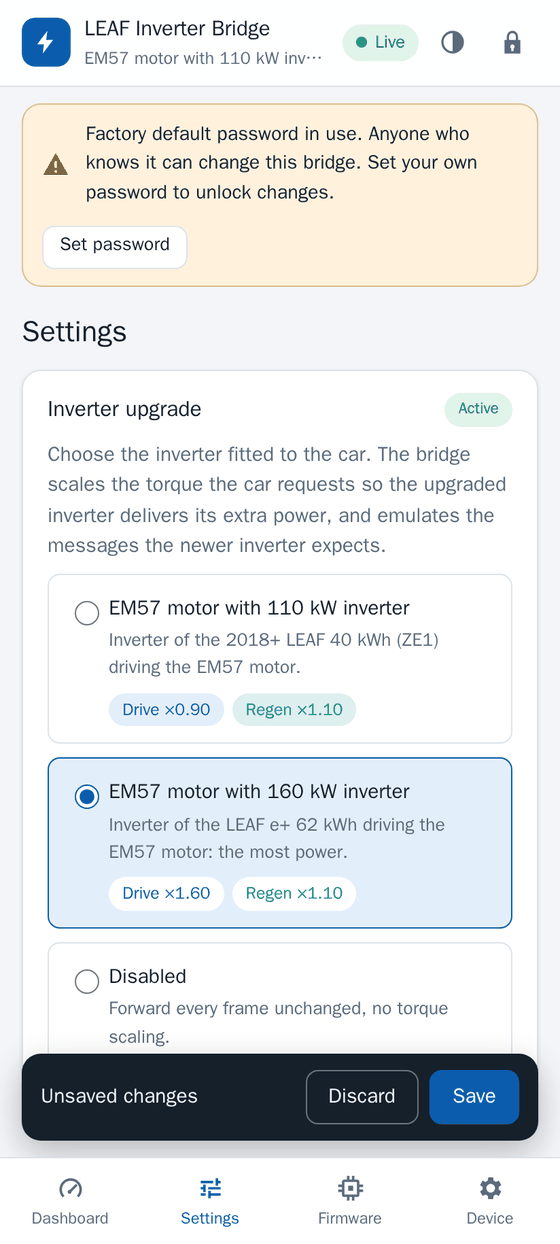 LEAF Inverter Bridge
EM57 motor with 110 kW inv···
Live
Factory default password in use. Anyone who
knows it can change this bridge. Set your own
password to unlock changes.
Set password
Settings
Inverter upgrade
Active
Choose the inverter fitted to the car. The bridge
scales the torque the car requests so the upgraded
inverter delivers its extra power, and emulates the
messages the newer inverter expects.
EM57 motor with 110 kW inverter
Inverter of the 2018+ LEAF 40 kWh (ZE1)
driving the EM57 motor.
Drive ×0.90
Regen ×1.10
EM57 motor with 160 kW inverter
Inverter of the LEAF e+ 62 kWh driving the
EM57 motor: the most power.
Drive ×1.60
Regen ×1.10
Disabled
Forward every frame unchanged, no torque
scaling.
Unsaved changes
Discard
Save
Dashboard
Settings
Firmware
Device